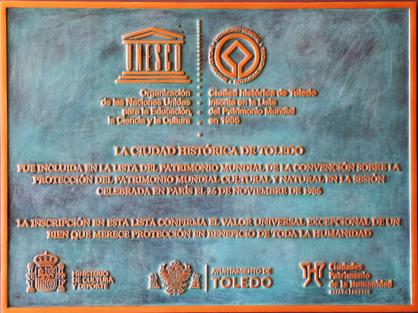 UNESCO
PATRIMONIO MUNDIAL
Organización
de las Naciones Unidas
para la Educación,
la Ciencia y la Cultura
Ciudad histórica de Toledo
inscrita en la Lista
del Patrimonio Mundial
en 1986
LA CIUDAD HISTÓRICA DE TOLEDO
FUE INCLUIDA EN LA LISTA DEL PATRIMONIO MUNDIAL DE LA CONVENCIÓN SOBRE LA
PROTECCIÓN DEL PATRIMONIO MUNDIAL CULTURAL Y NATURAL EN LA SESIÓN
CELEBRADA EN PARÍS EL 25 DE NOVIEMBRE DE 1986
LA INSCRIPCIÓN EN ESTA LISTA CONFIRMA EL VALOR UNIVERSAL EXCEPCIONAL DE UN
BIEN QUE MERECE PROTECCIÓN EN BENEFICIO DE TODA LA HUMANIDAD
MINISTERIO
DE CULTURA
Y DEPORTE
AYUNTAMIENTO DE
TOLEDO
Ciudades
Patrimonio
de la Humanidad
ESPAÑA